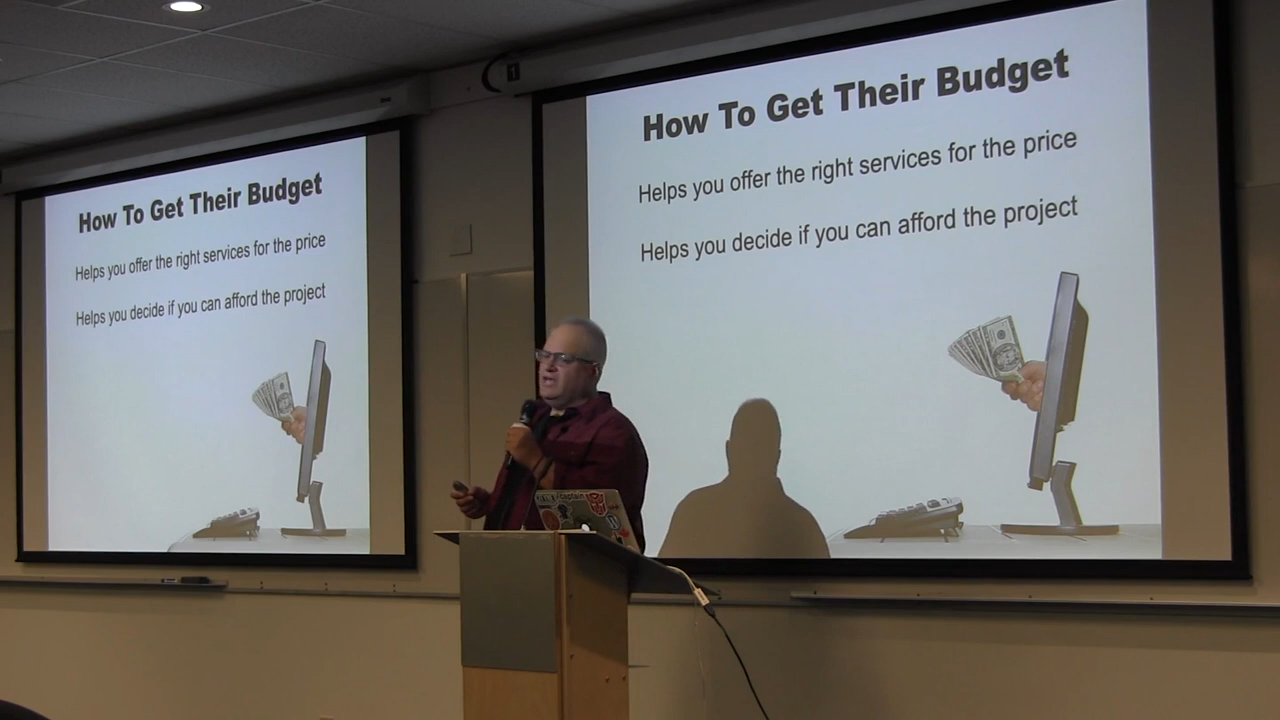 How To Get Their Budget
Helps you offer the right services for the price
Helps you decide if you can afford the project
How To Get Their Budget
Helps you offer the right services for the price
Helps you decide if you can afford the project
1